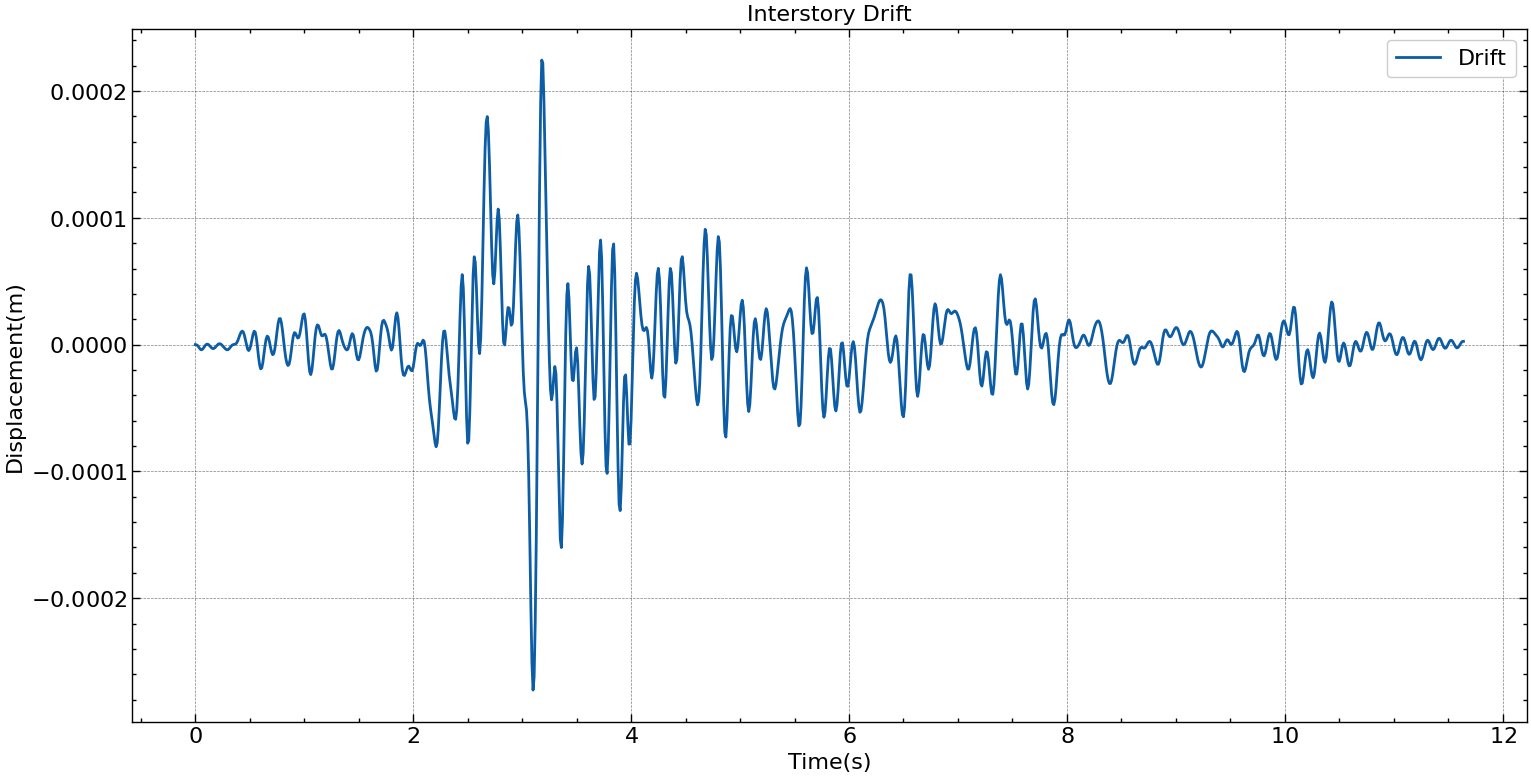 Interstory Drift
Drift
0.0002
0.0001
0.0000
−0.0001
−0.0002
Displacement(m)
0 2 4 6 8 10 12
Time(s)